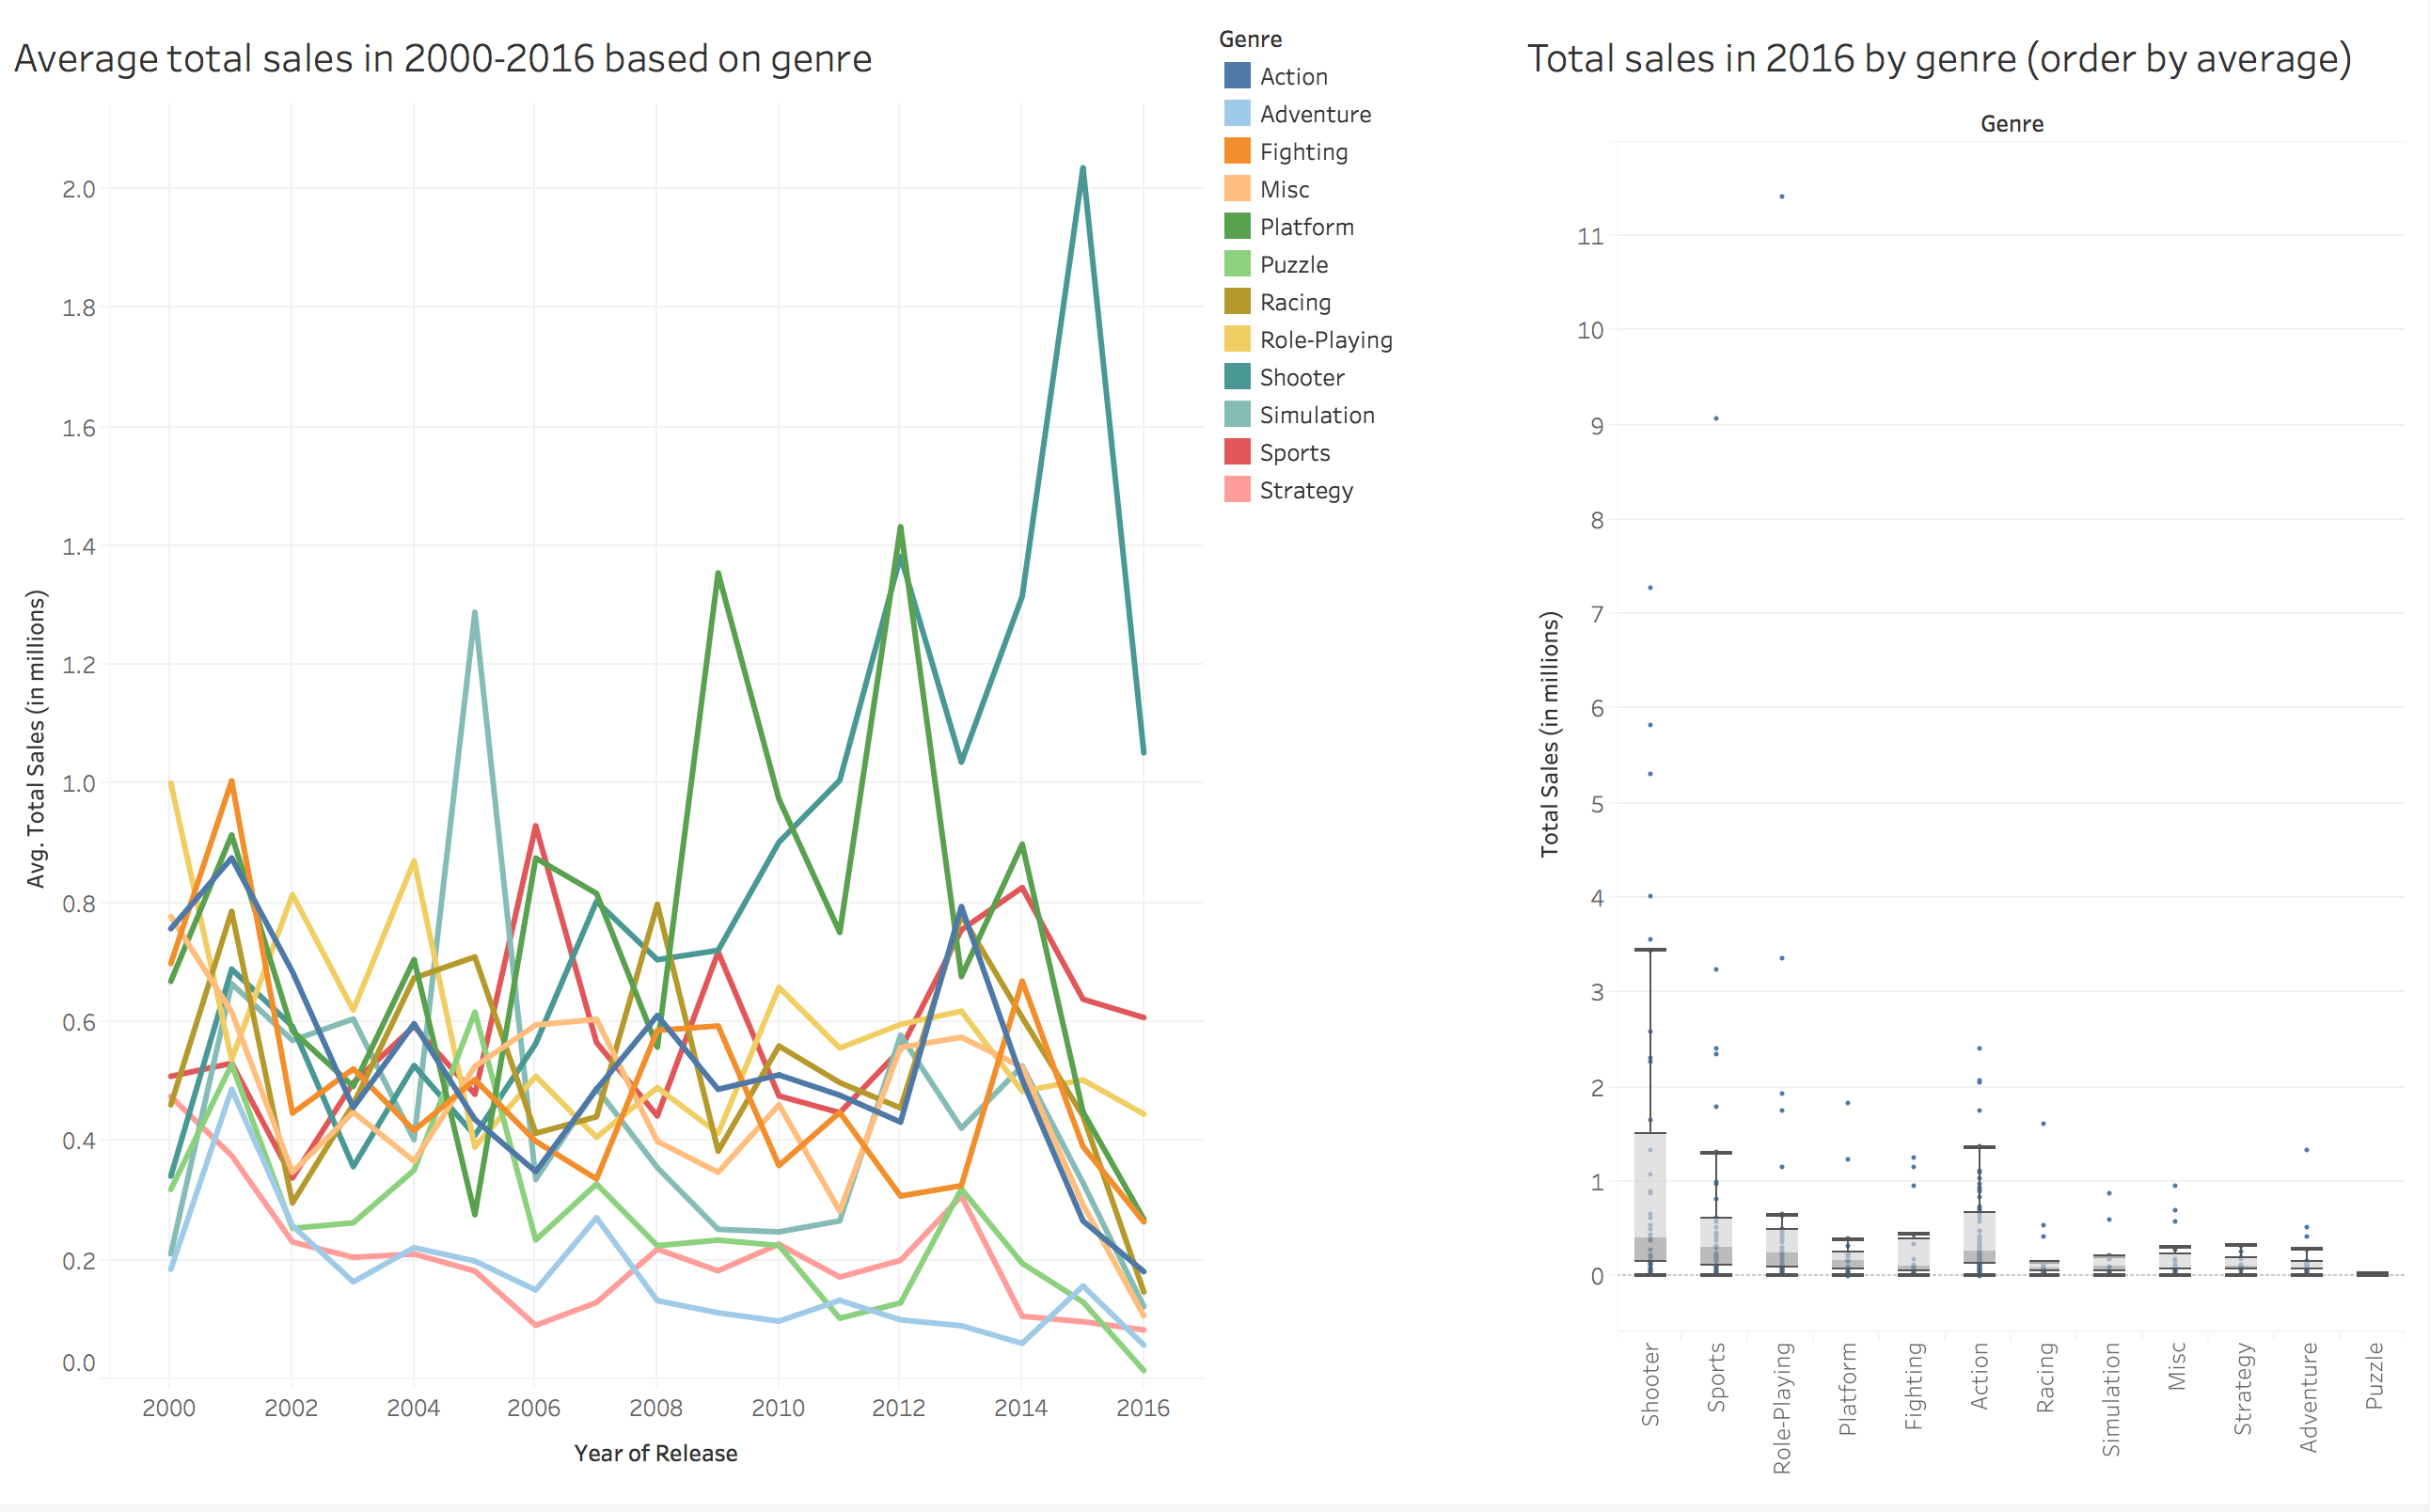 Average total sales in 2000-2016 based on genre
Avg. Total Sales (in millions)
2.0
1.8
1.6
1.4
1.2
1.0
0.8
0.6
0.4
0.2
0.0
2000 2002 2004 2006 2008 2010 2012 2014 2016
Year of Release
Genre
Action
Adventure
Fighting
Misc
Platform
Puzzle
Racing
Role-Playing
Shooter
Simulation
Sports
Strategy
Total sales in 2016 by genre (order by average)
Genre
Total Sales (in millions)
11
10
9
8
7
6
5
4
3
2
1
0
Shooter
Sports
Role-Playing
Platform
Fighting
Action
Racing
Simulation
Misc
Strategy
Adventure
Puzzle